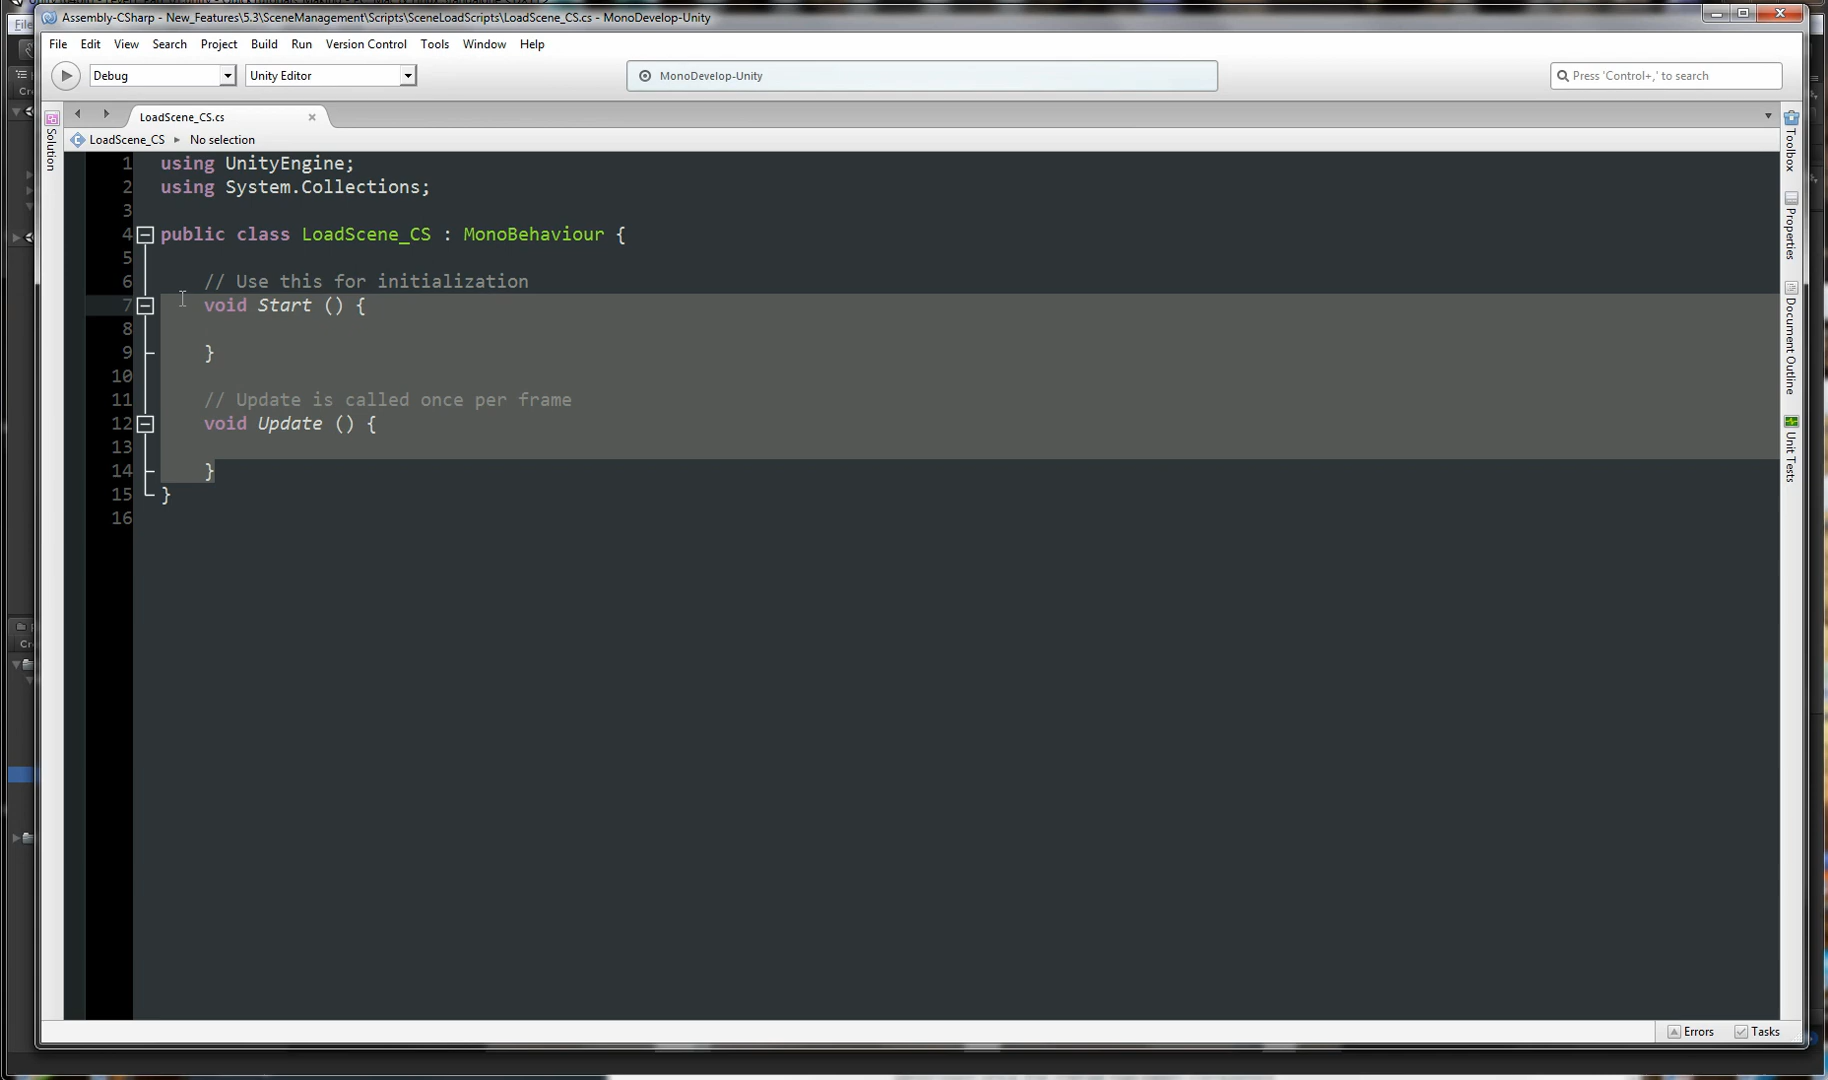 Assembly-CSharp - New_Features\5.3\SceneManagement\Scripts\SceneLoadScripts\LoadScene_CS.cs - MonoDevelop-Unity
File Edit View Search Project Build Run Version Control Tools Window Help
Debug Unity Editor MonoDevelop-Unity Press 'Control+,' to search
LoadScene_CS.cs
LoadScene_CS No selection
1 using UnityEngine;
2 using System.Collections;
3
4 public class LoadScene_CS : MonoBehaviour {
5
6 // Use this for initialization
7 void Start () {
8
9 }
10
11 // Update is called once per frame
12 void Update () {
13
14 }
15 }
16
Solution
Toolbox
Properties
Document Outline
Unit Tests
Errors Tasks